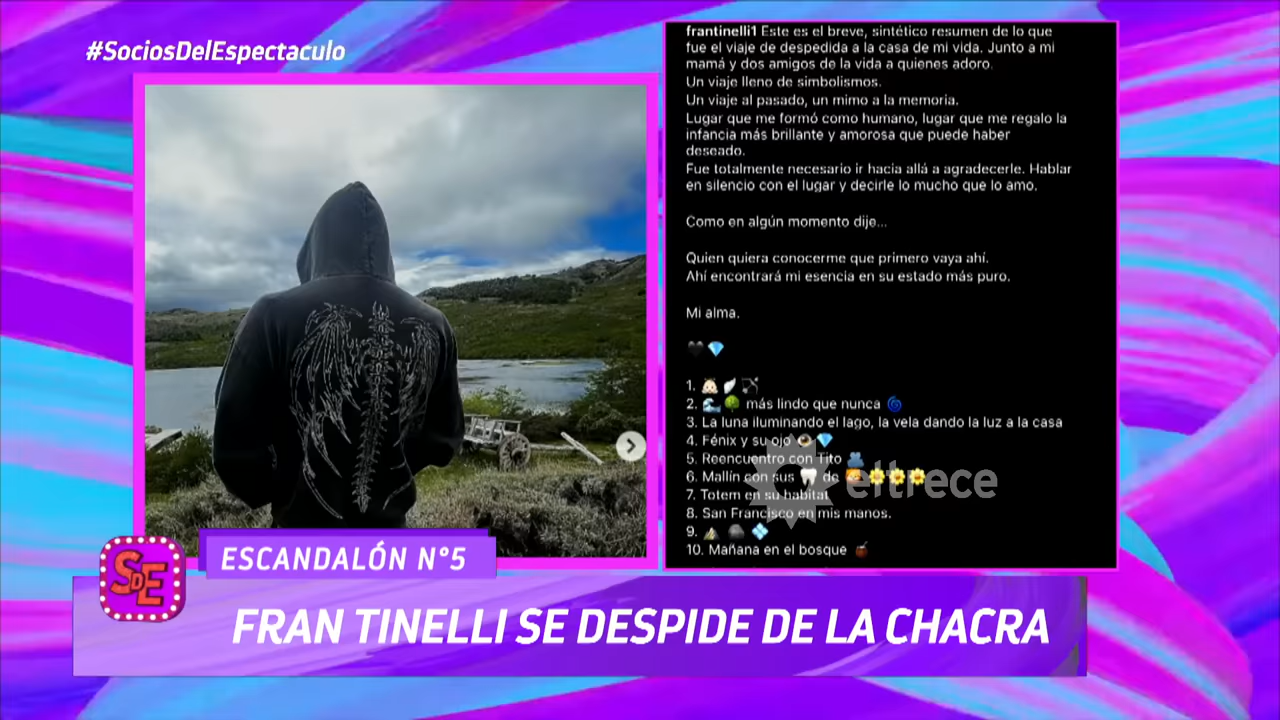 #SociosDelEspectaculo
frantinelli1 Este es el breve, sintético resumen de lo que
fue el viaje de despedida a la casa de mi vida. Junto a mi
mamá y dos amigos de la vida a quienes adoro.
Un viaje lleno de simbolismos.
Un viaje al pasado, un mimo a la memoria.
Lugar que me formó como humano, lugar que me regalo la
infancia más brillante y amorosa que puede haber
deseado.
Fue totalmente necesario ir hacia allá a agradecerle. Hablar
en silencio con el lugar y decirle lo mucho que lo amo.
Como en algún momento dije...
Quien quiera conocerme que primero vaya ahí.
Ahí encontrará mi esencia en su estado más puro.
Mi alma.
🖤💎
1. 👼🪽🏹
2. 🌊🌳 más lindo que nunca 🌀
3. La luna iluminando el lago, la vela dando la luz a la casa
4. Fénix y su ojo 👁️💎
5. Reencuentro con Tito 🫂
6. Mallín con sus 🦷 de 🌼🌼🌼
7. Totem en su habitat
8. San Francisco en mis manos.
9. ⛰️🪨💠
10. Mañana en el bosque 🧉
eltrece
SDE
ESCANDALÓN N°5
FRAN TINELLI SE DESPIDE DE LA CHACRA